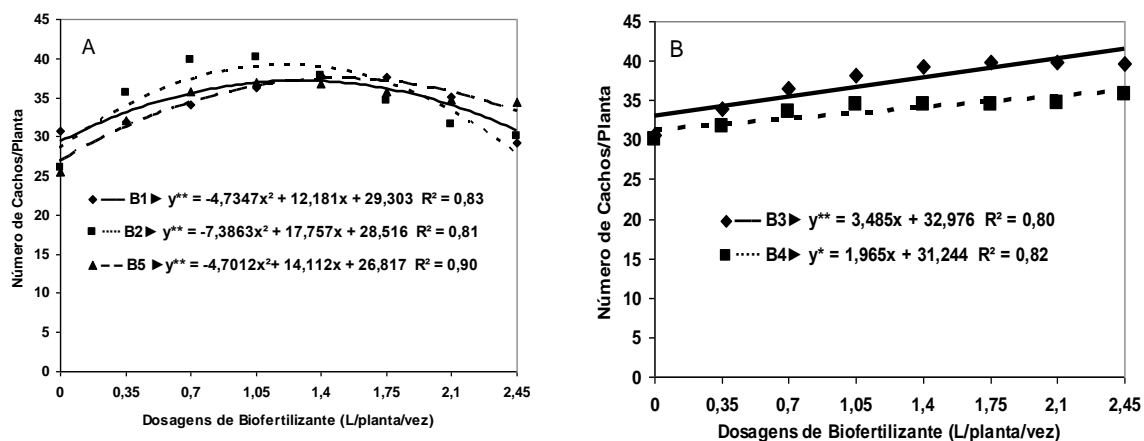 A
Número de Cachos/Planta
45
40
35
30
25
20
15
10
5
0
B1► y** = -4,7347x² + 12,181x + 29,303 R² = 0,83
B2► y** = -7,3863x² + 17,757x + 28,516 R² = 0,81
B5► y** = -4,7012x²+ 14,112x + 26,817 R² = 0,90
0 0,35 0,7 1,05 1,4 1,75 2,1 2,45
Dosagens de Biofertilizante (L/planta/vez)
B
Número de Cachos/Planta
45
40
35
30
25
20
15
10
5
0
B3► y** = 3,485x + 32,976 R² = 0,80
B4► y* = 1,965x + 31,244 R² = 0,82
0 0,35 0,7 1,05 1,4 1,75 2,1 2,45
Dosagens de Biofertilizante (L/planta/vez)